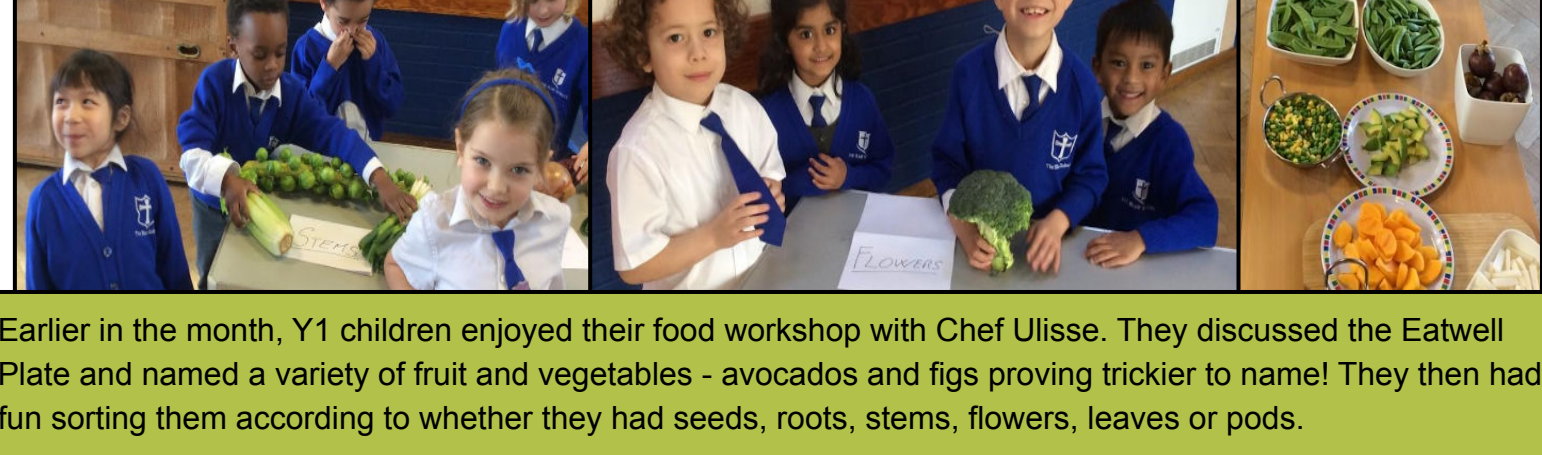 STEMS
FLOWERS
Earlier in the month, Y1 children enjoyed their food workshop with Chef Ulisse. They discussed the Eatwell
Plate and named a variety of fruit and vegetables - avocados and figs proving trickier to name! They then had
fun sorting them according to whether they had seeds, roots, stems, flowers, leaves or pods.